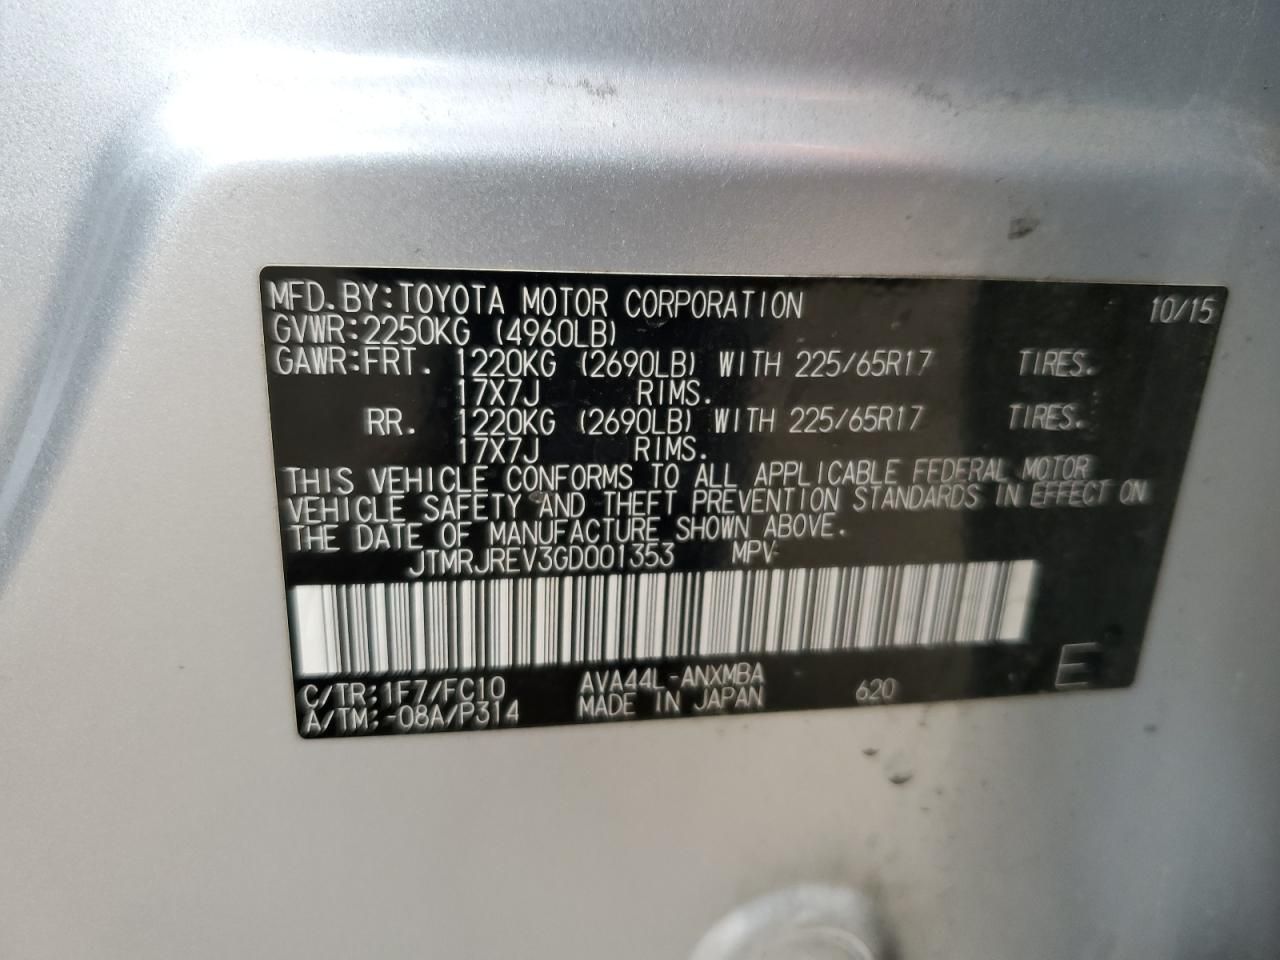 MFD.BY:TOYOTA MOTOR CORPORATION 10/15
GVWR:2250KG (4960LB)
GAWR:FRT. 1220KG (2690LB) WITH 225/65R17 TIRES.
17X7J RIMS.
RR. 1220KG (2690LB) WITH 225/65R17 TIRES.
17X7J RIMS.
THIS VEHICLE CONFORMS TO ALL APPLICABLE FEDERAL MOTOR
VEHICLE SAFETY AND THEFT PREVENTION STANDARDS IN EFFECT ON
THE DATE OF MANUFACTURE SHOWN ABOVE.
JTMRJREV3GD001353 MPV
C/TR:1F7/FC10 AVA44L-ANXMBA 620 E
A/TM:-08A/P314 MADE IN JAPAN